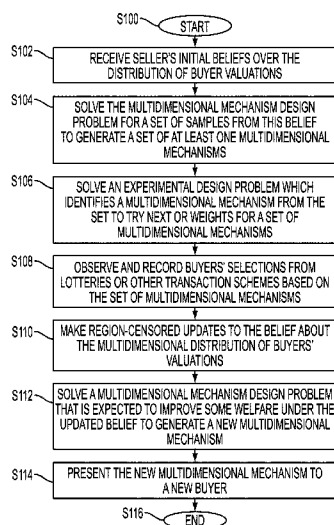 S100
START
S102
RECEIVE SELLER'S INITIAL BELIEFS OVER THE
DISTRIBUTION OF BUYER VALUATIONS
S104
SOLVE THE MULTIDIMENSIONAL MECHANISM DESIGN
PROBLEM FOR A SET OF SAMPLES FROM THIS BELIEF
TO GENERATE A SET OF AT LEAST ONE MULTIDIMENSIONAL
MECHANISMS
S106
SOLVE AN EXPERIMENTAL DESIGN PROBLEM WHICH
IDENTIFIES A MULTIDIMENSIONAL MECHANISM FROM THE
SET TO TRY NEXT OR WEIGHTS FOR A SET OF
MULTIDIMENSIONAL MECHANISMS
S108
OBSERVE AND RECORD BUYERS' SELECTIONS FROM
LOTTERIES OR OTHER TRANSACTION SCHEMES BASED ON
THE SET OF MULTIDIMENSIONAL MECHANISMS
S110
MAKE REGION-CENSORED UPDATES TO THE BELIEF ABOUT
THE MULTIDIMENSIONAL DISTRIBUTION OF BUYERS'
VALUATIONS
S112
SOLVE A MULTIDIMENSIONAL MECHANISM DESIGN PROBLEM
THAT IS EXPECTED TO IMPROVE SOME WELFARE UNDER THE
UPDATED BELIEF TO GENERATE A NEW MULTIDIMENSIONAL
MECHANISM
S114
PRESENT THE NEW MULTIDIMENSIONAL MECHANISM TO
A NEW BUYER
S116
END